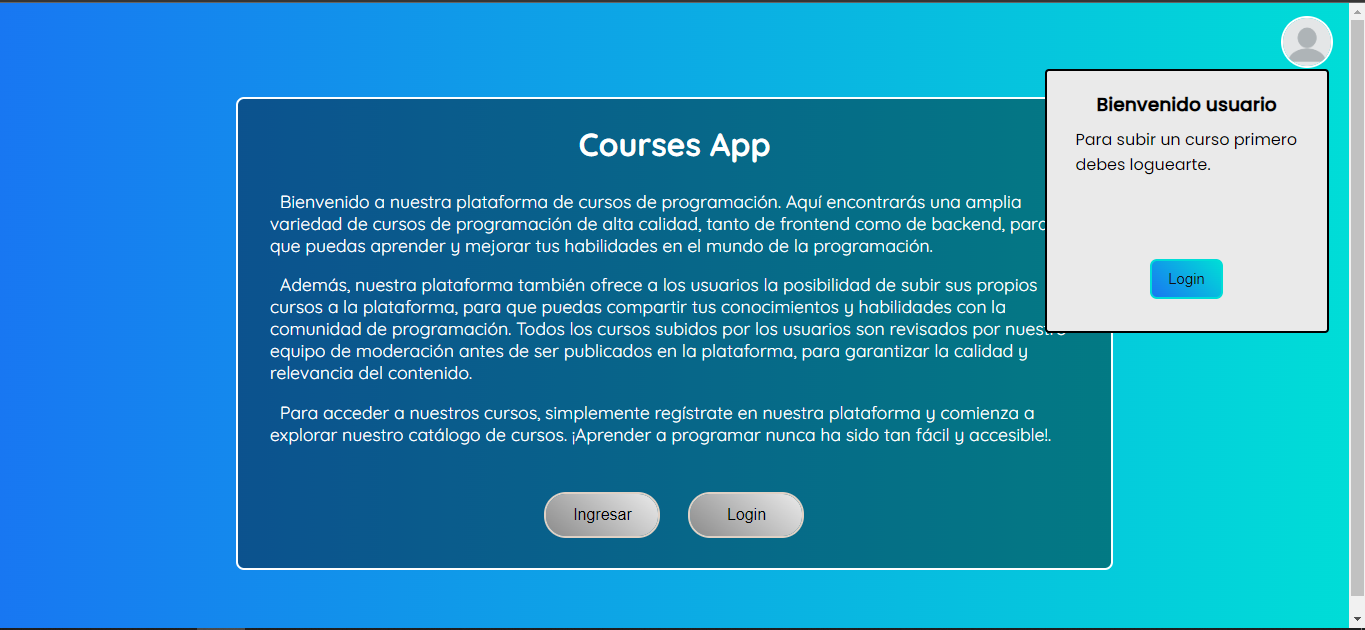 Courses App
Bienvenido a nuestra plataforma de cursos de programación. Aquí encontrarás una amplia
variedad de cursos de programación de alta calidad, tanto de frontend como de backend, para
que puedas aprender y mejorar tus habilidades en el mundo de la programación.
Además, nuestra plataforma también ofrece a los usuarios la posibilidad de subir sus propios
cursos a la plataforma, para que puedas compartir tus conocimientos y habilidades con la
comunidad de programación. Todos los cursos subidos por los usuarios son revisados por nuestro
equipo de moderación antes de ser publicados en la plataforma, para garantizar la calidad y
relevancia del contenido.
Para acceder a nuestros cursos, simplemente regístrate en nuestra plataforma y comienza a
explorar nuestro catálogo de cursos. ¡Aprender a programar nunca ha sido tan fácil y accesible!.
Ingresar
Login
Bienvenido usuario
Para subir un curso primero
debes loguearte.
Login